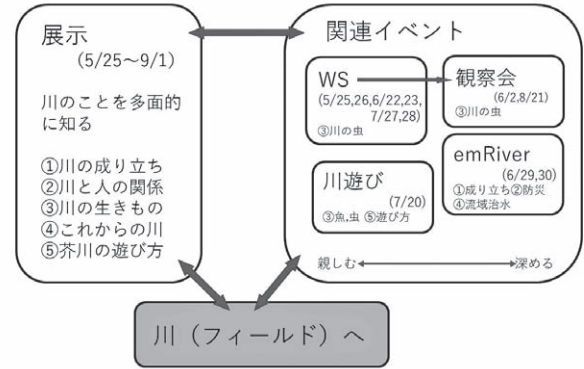 展示
(5/25~9/1)
川のことを多面的
に知る
①川の成り立ち
②川と人の関係
③川の生きもの
④これからの川
⑤芥川の遊び方
関連イベント
WS
(5/25,26,6/22,23,
7/27,28)
③川の虫
観察会
(6/2,8/21)
③川の虫
川遊び
(7/20)
③魚,虫 ⑤遊び方
emRiver
(6/29,30)
①成り立ち②防災
④流域治水
親しむ
深める
川（フィールド）へ